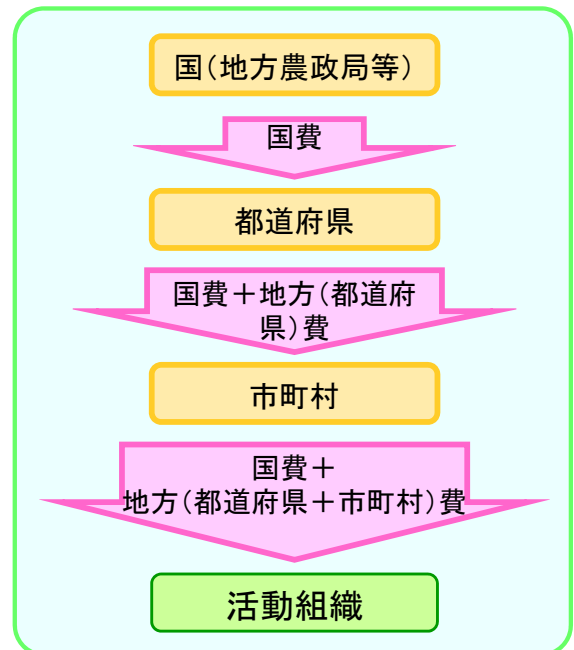 国(地方農政局等)
国費
都道府県
国費+地方(都道府
県)費
市町村
国費+
地方(都道府県+市町村)費
活動組織